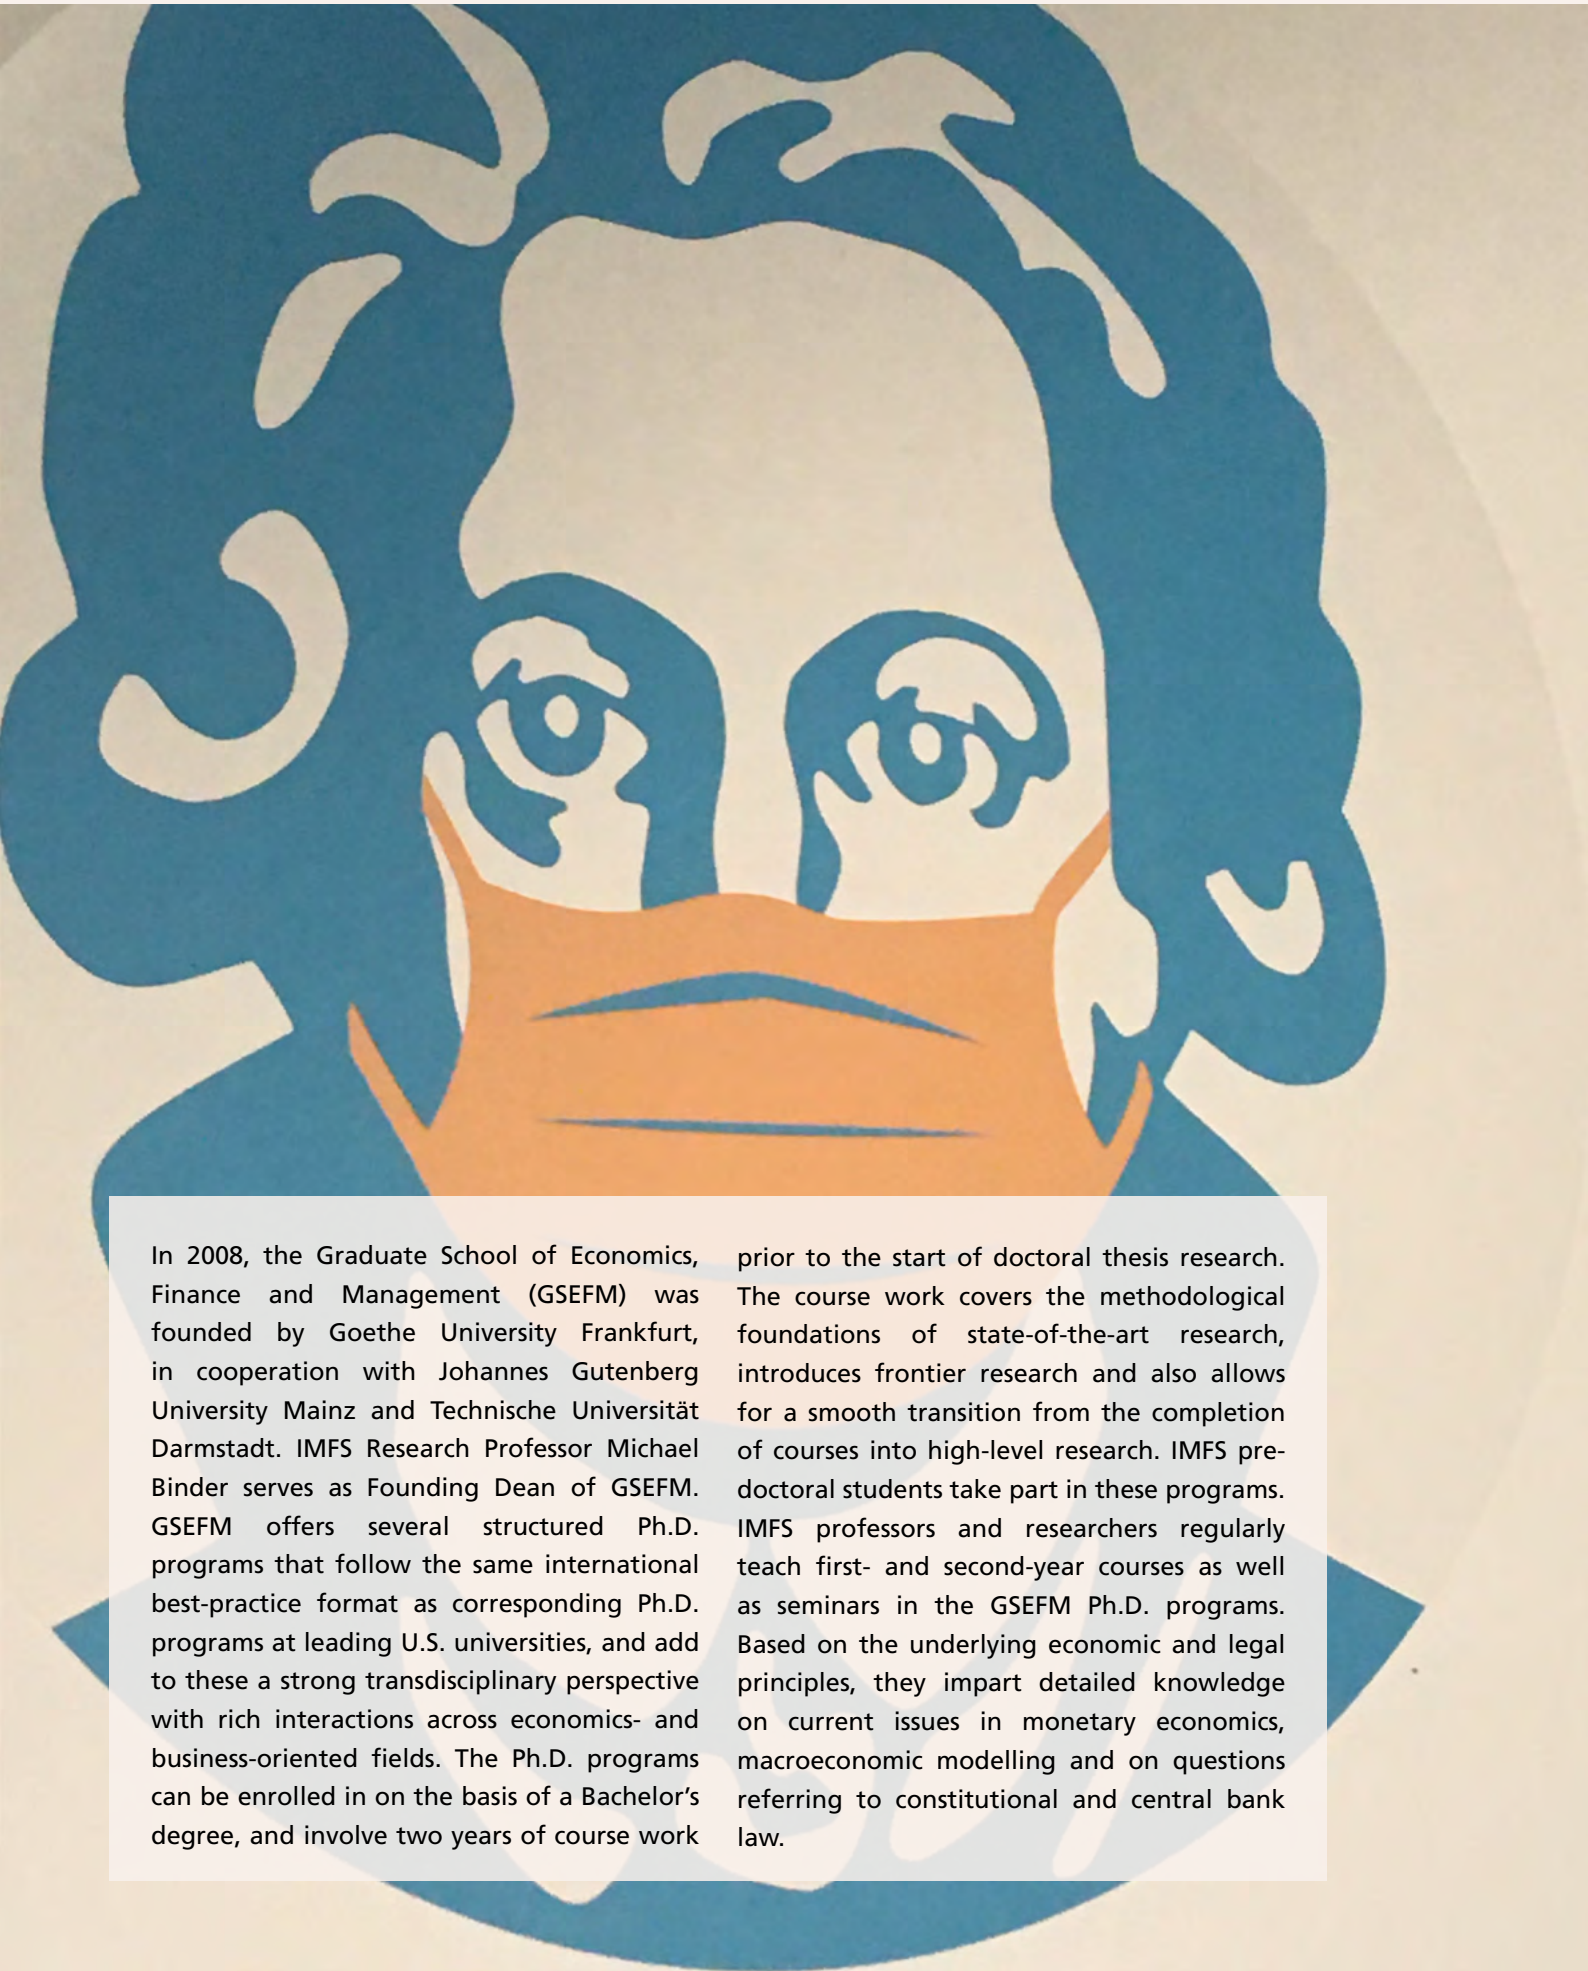 In 2008, the Graduate School of Economics,
Finance and Management (GSEFM) was
founded by Goethe University Frankfurt,
in cooperation with Johannes Gutenberg
University Mainz and Technische Universität
Darmstadt. IMFS Research Professor Michael
Binder serves as Founding Dean of GSEFM.
GSEFM offers several structured Ph.D.
programs that follow the same international
best-practice format as corresponding Ph.D.
programs at leading U.S. universities, and add
to these a strong transdisciplinary perspective
with rich interactions across economics- and
business-oriented fields. The Ph.D. programs
can be enrolled in on the basis of a Bachelor’s
degree, and involve two years of course work
prior to the start of doctoral thesis research.
The course work covers the methodological
foundations of state-of-the-art research,
introduces frontier research and also allows
for a smooth transition from the completion
of courses into high-level research. IMFS pre-
doctoral students take part in these programs.
IMFS professors and researchers regularly
teach first- and second-year courses as well
as seminars in the GSEFM Ph.D. programs.
Based on the underlying economic and legal
principles, they impart detailed knowledge
on current issues in monetary economics,
macroeconomic modelling and on questions
referring to constitutional and central bank
law.